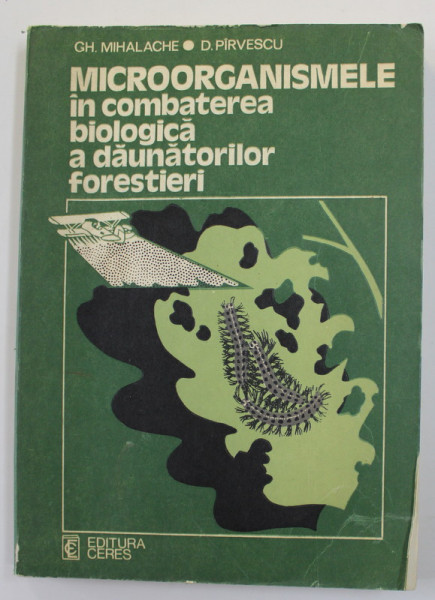 GH. MIHALACHE ● D. PÎRVESCU
MICROORGANISMELE
în combaterea
biologică
a dăunătorilor
forestieri
EDITURA
CERES